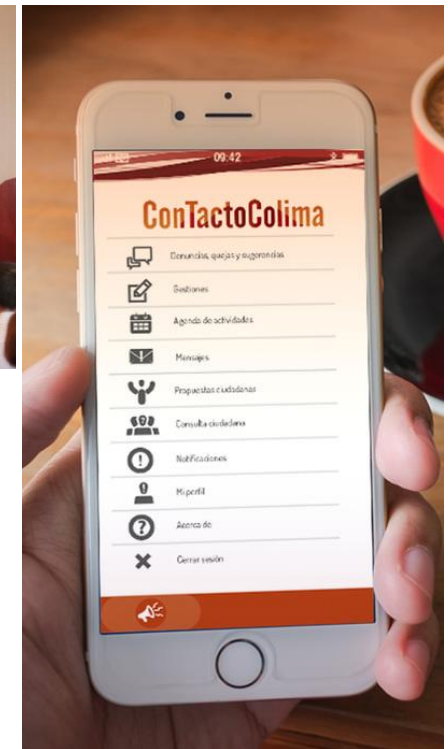 09:42
ConTactoColima
Denuncias, quejas y sugerencias
Gestiones
Agenda de actividades
Mensajes
Propuestas ciudadanas
Consulta ciudadana
Notificaciones
Mi perfil
Acerca de
Cerrar sesión